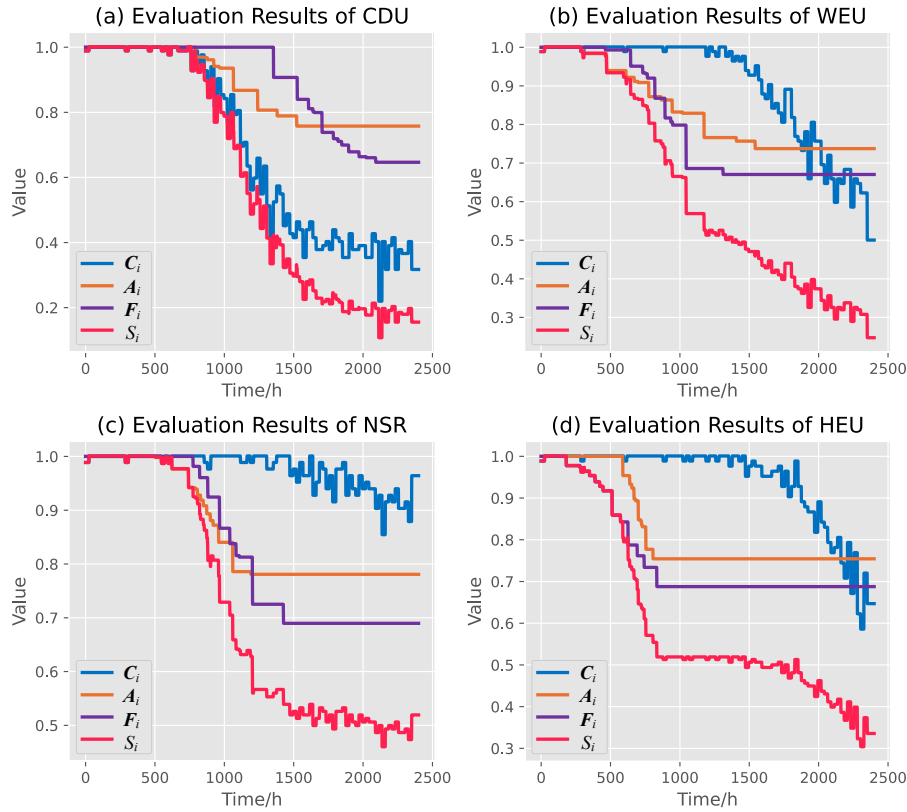 (a) Evaluation Results of CDU
1.0
0.8
0.6
0.4
0.2
Value
C_i
A_i
F_i
S_i
0 500 1000 1500 2000 2500
Time/h
(b) Evaluation Results of WEU
1.0
0.9
0.8
0.7
0.6
0.5
0.4
0.3
Value
C_i
A_i
F_i
S_i
0 500 1000 1500 2000 2500
Time/h
(c) Evaluation Results of NSR
1.0
0.9
0.8
0.7
0.6
0.5
Value
C_i
A_i
F_i
S_i
0 500 1000 1500 2000 2500
Time/h
(d) Evaluation Results of HEU
1.0
0.9
0.8
0.7
0.6
0.5
0.4
0.3
Value
C_i
A_i
F_i
S_i
0 500 1000 1500 2000 2500
Time/h